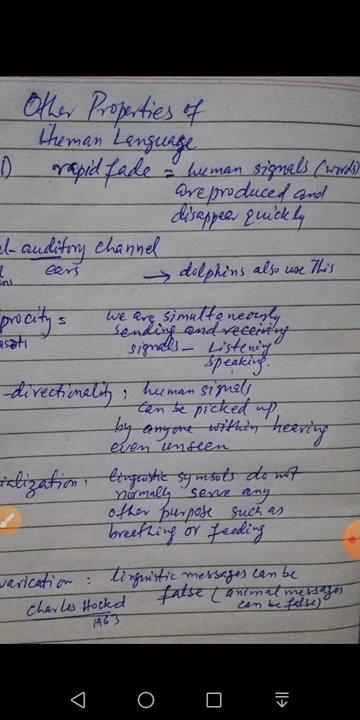 Other Properties of
Human Language
1) rapid fade = human signals (words)
are produced and
disappear quickly
l-auditory channel
ears → dolphins also use this
procity = we are simultaneously
sending and receiving
signals – Listening
Speaking.
-directionality : human signals
can be picked up
by anyone within hearing
even unseen
ialization : linguistic symbols do not
normally serve any
other purpose such as
breathing or feeding
varication : linguistic messages can be
false (animal messages
can be false)
Charles Hocked
1963